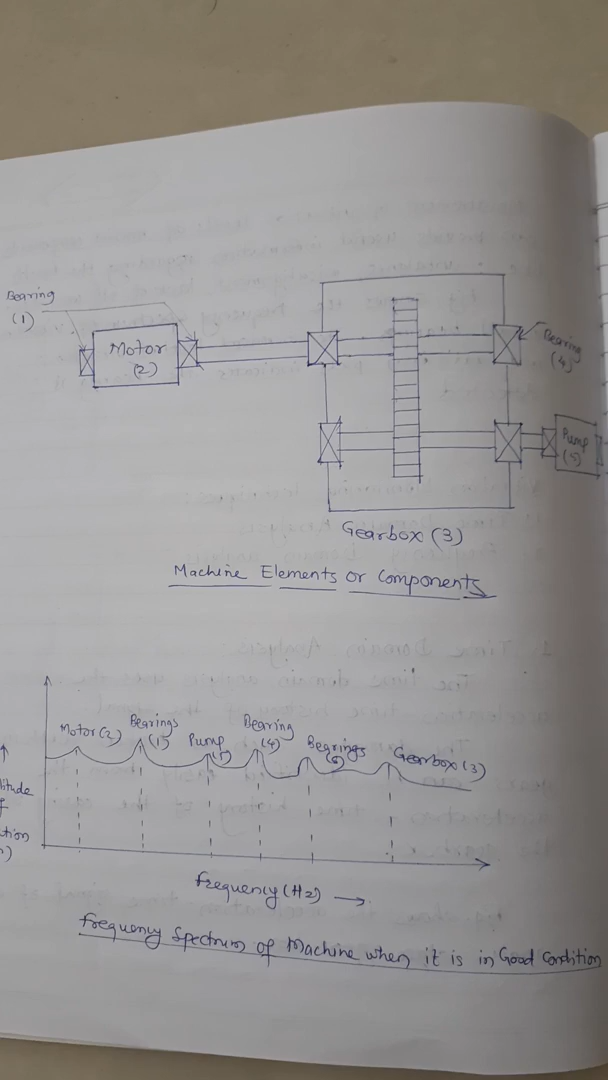 Bearing
(1)
Motor
(2)
Bearing
(4)
Pump
(5)
Gearbox (3)
Machine Elements or Components
Motor (2)
Bearings
(1)
Pump
Bearing
(4)
Bearings
Gearbox (3)
Frequency (Hz) →
Frequency Spectrum of Machine when it is in Good Condition